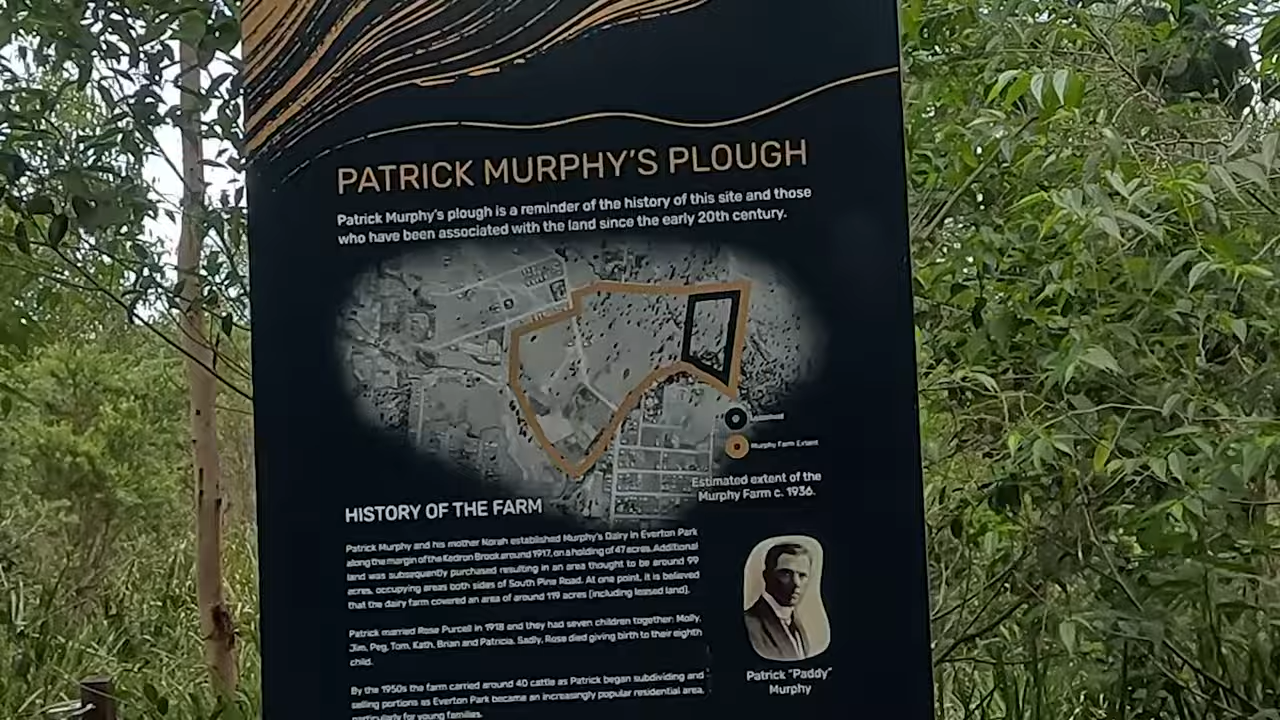 PATRICK MURPHY'S PLOUGH
Patrick Murphy's plough is a reminder of the history of this site and those
who have been associated with the land since the early 20th century.
Murphy Farm Extent
Estimated extent of the
Murphy Farm c. 1936.
HISTORY OF THE FARM
Patrick Murphy and his mother Norah established Murphy's Dairy in Everton Park
along the margin of the Kedron Brook around 1917, on a holding of 47 acres. Additional
land was subsequently purchased resulting in an area thought to be around 99
acres, occupying areas both sides of South Pine Road. At one point, it is believed
that the dairy farm covered an area of around 119 acres (including leased land).
Patrick married Rose Purcell in 1918 and they had seven children together: Molly,
Jim, Peg, Tom, Kath, Brian and Patricia. Sadly, Rose died giving birth to their eighth
child.
By the 1950s the farm carried around 40 cattle as Patrick began subdividing and
selling portions as Everton Park became an increasingly popular residential area,
particularly for young families.
Patrick "Paddy"
Murphy